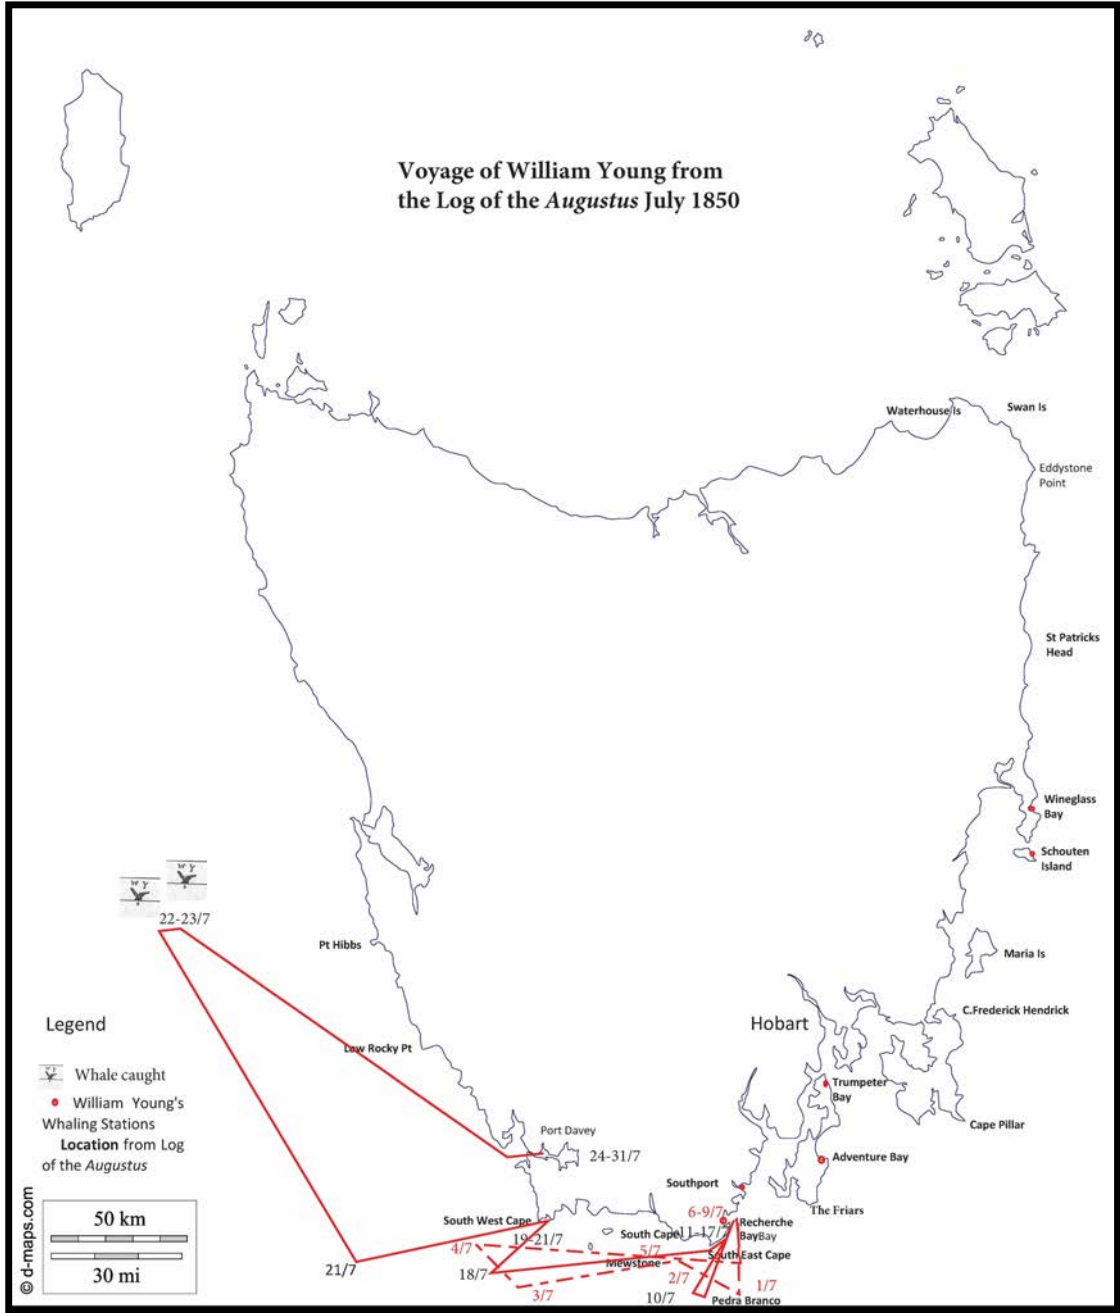 Voyage of William Young from
the Log of the Augustus July 1850
Waterhouse Is
Swan Is
Eddystone
Point
St Patricks
Head
Wineglass
Bay
Schouten
Island
W Y
W Y
22-23/7
Pt Hibbs
Maria Is
C.Frederick Hendrick
Hobart
Legend
Low Rocky Pt
Whale caught
Trumpeter
Bay
William Young's
Whaling Stations
Location from Log
of the Augustus
Cape Pillar
Port Davey
24-31/7
Adventure Bay
Southport
The Friars
6-9/7
South West Cape
South Cape
11-17/7
Recherche
Bay
Bay
19-21/7
4/7
5/7
South East Cape
Mewstone
21/7
18/7
2/7
1/7
3/7
10/7
Pedra Branco
50 km
30 mi
© d-maps.com